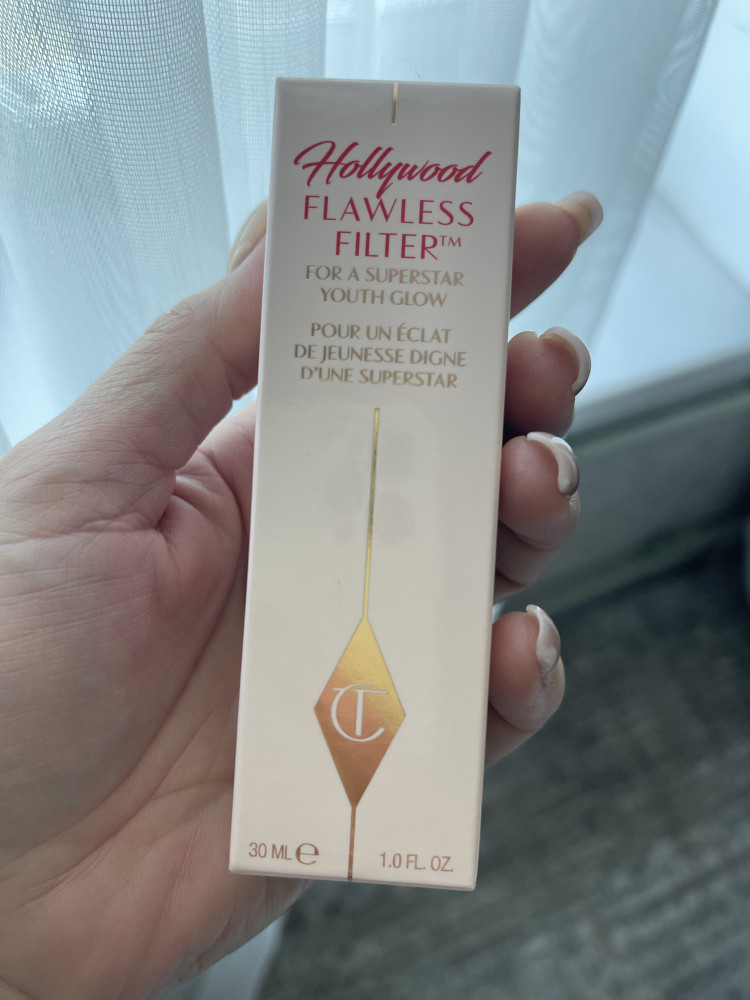 Hollywood
FLAWLESS
FILTER™
FOR A SUPERSTAR
YOUTH GLOW
POUR UN ÉCLAT
DE JEUNESSE DIGNE
D'UNE SUPERSTAR
CT
30 ML ℮ 1.0 FL. OZ.